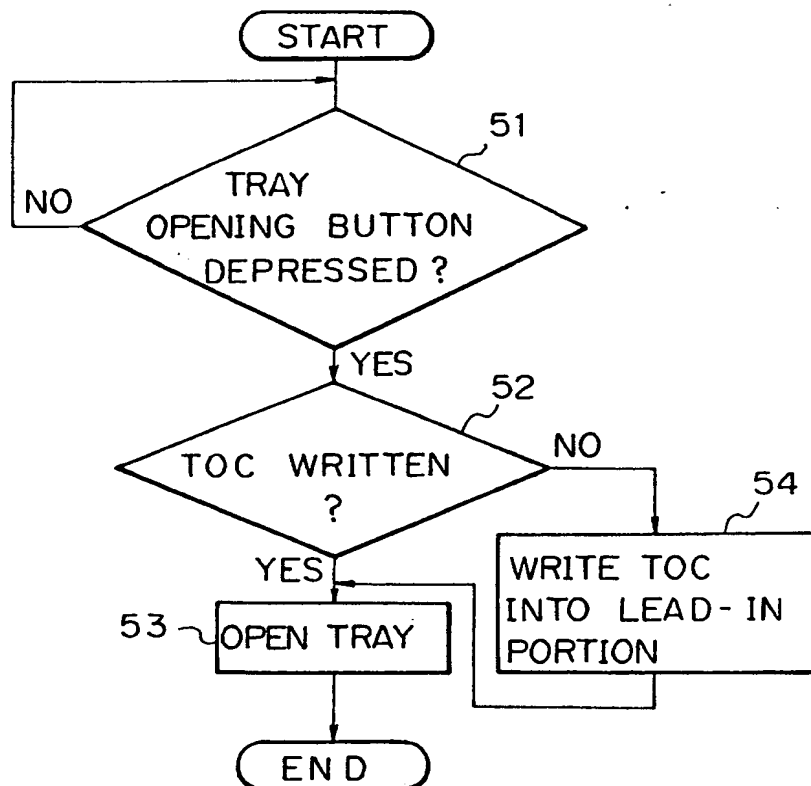 START
51
TRAY
OPENING BUTTON
DEPRESSED?
NO
YES
52
TOC WRITTEN
?
NO
YES
54
WRITE TOC
INTO LEAD-IN
PORTION
53
OPEN TRAY
END